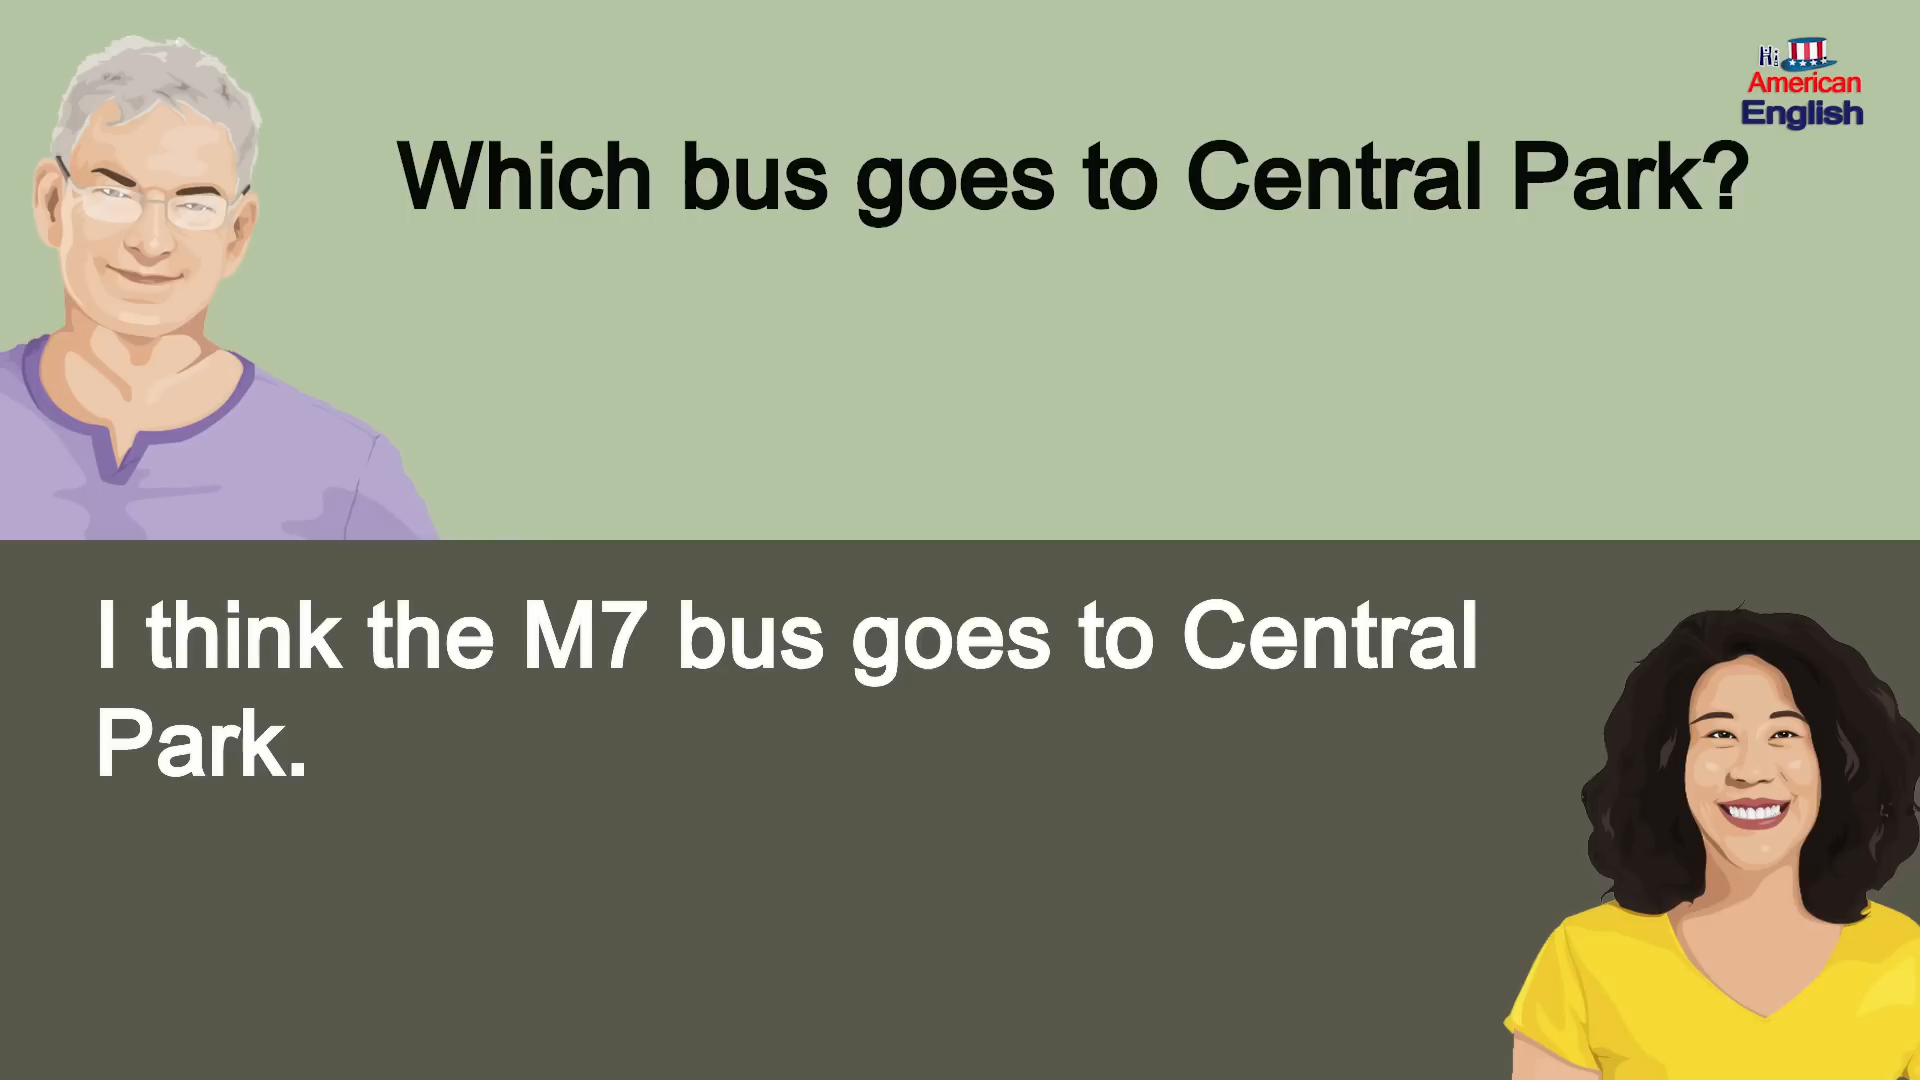 Hi
American
English
Which bus goes to Central Park?
I think the M7 bus goes to Central
Park.